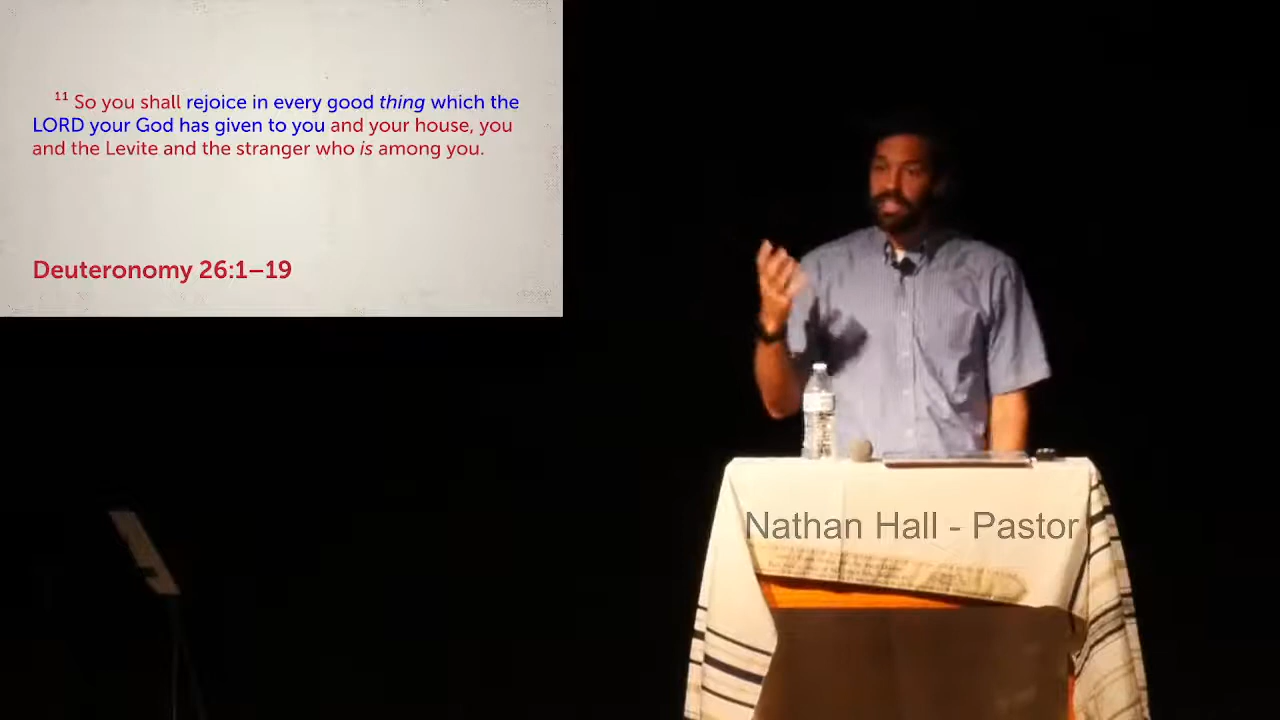 11 So you shall rejoice in every good thing which the
LORD your God has given to you and your house, you
and the Levite and the stranger who is among you.
Deuteronomy 26:1–19
Nathan Hall - Pastor